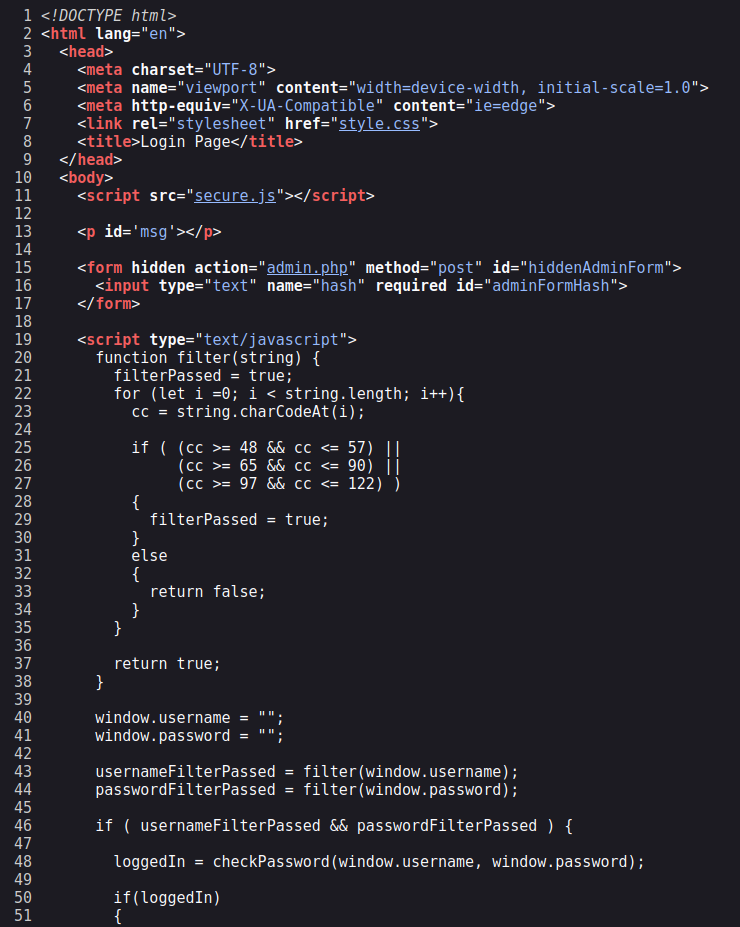 1 <!DOCTYPE html>
2 <html lang="en">
3   <head>
4     <meta charset="UTF-8">
5     <meta name="viewport" content="width=device-width, initial-scale=1.0">
6     <meta http-equiv="X-UA-Compatible" content="ie=edge">
7     <link rel="stylesheet" href="style.css">
8     <title>Login Page</title>
9   </head>
10   <body>
11     <script src="secure.js"></script>
12
13     <p id='msg'></p>
14
15     <form hidden action="admin.php" method="post" id="hiddenAdminForm">
16       <input type="text" name="hash" required id="adminFormHash">
17     </form>
18
19     <script type="text/javascript">
20       function filter(string) {
21         filterPassed = true;
22         for (let i =0; i < string.length; i++){
23           cc = string.charCodeAt(i);
24
25           if ( (cc >= 48 && cc <= 57) ||
26                (cc >= 65 && cc <= 90) ||
27                (cc >= 97 && cc <= 122) )
28           {
29             filterPassed = true;
30           }
31           else
32           {
33             return false;
34           }
35         }
36
37         return true;
38       }
39
40       window.username = "";
41       window.password = "";
42
43       usernameFilterPassed = filter(window.username);
44       passwordFilterPassed = filter(window.password);
45
46       if ( usernameFilterPassed && passwordFilterPassed ) {
47
48         loggedIn = checkPassword(window.username, window.password);
49
50         if(loggedIn)
51         {